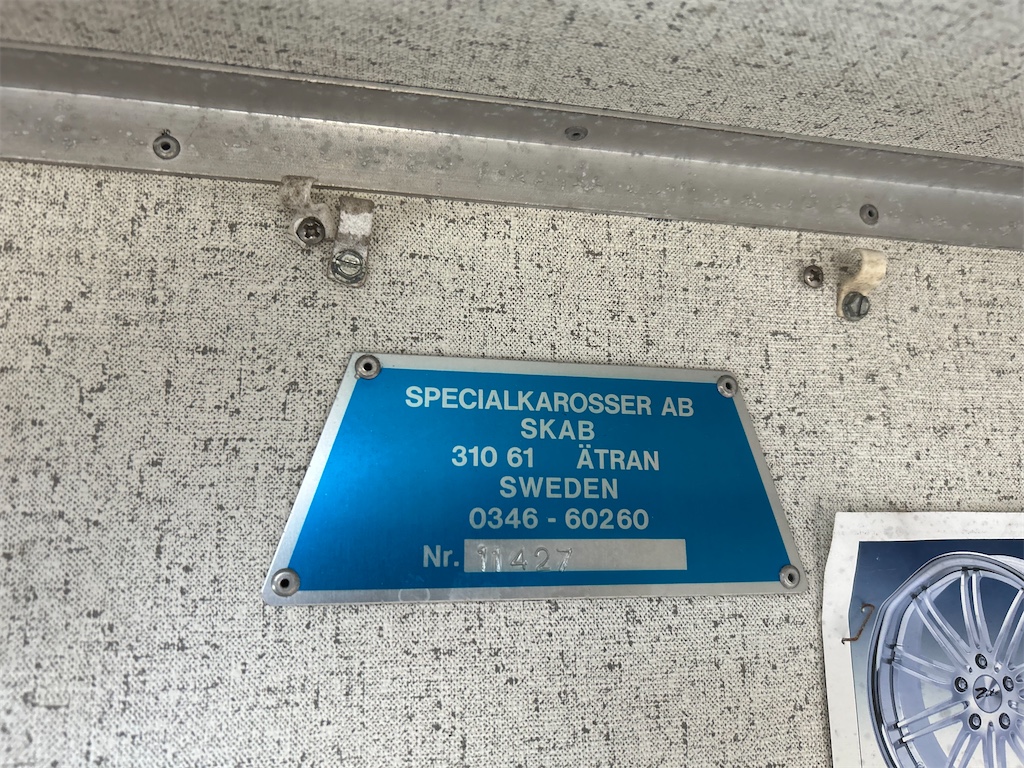 SPECIALKAROSSER AB
SKAB
310 61 ÄTRAN
SWEDEN
0346 - 60260
Nr. 11427